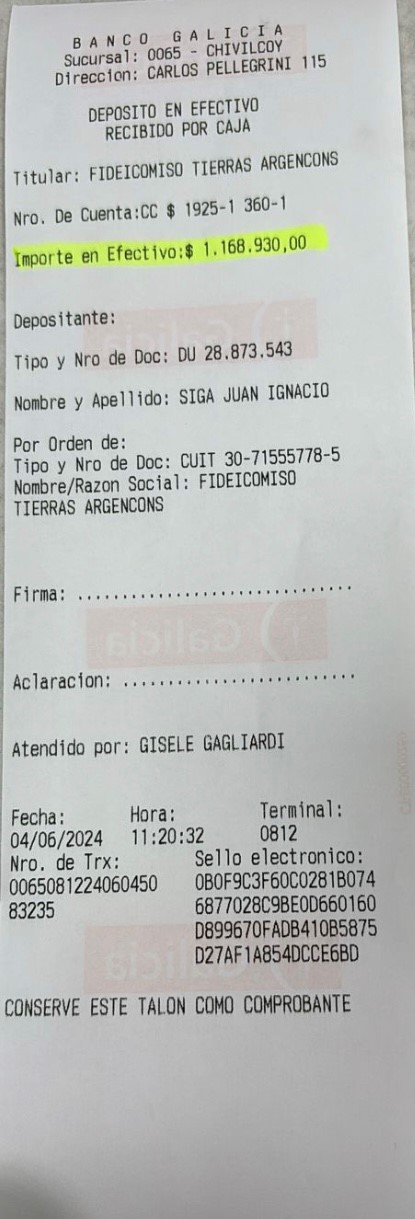 BANCO GALICIA
Sucursal: 0065 - CHIVILCOY
Direccion: CARLOS PELLEGRINI 115
DEPOSITO EN EFECTIVO
RECIBIDO POR CAJA
Titular: FIDEICOMISO TIERRAS ARGENCONS
Nro. De Cuenta:CC $ 1925-1 360-1
Importe en Efectivo:$ 1.168.930,00
Depositante:
Tipo y Nro de Doc: DU 28.873.543
Nombre y Apellido: SIGA JUAN IGNACIO
Por Orden de:
Tipo y Nro de Doc: CUIT 30-71555778-5
Nombre/Razon Social: FIDEICOMISO
TIERRAS ARGENCONS
Firma: ................................
Galicia
Aclaracion: ...........................
Atendido por: GISELE GAGLIARDI
Fecha: Hora: Terminal:
04/06/2024 11:20:32 0812
Nro. de Trx: Sello electronico:
0065081224060450 0B0F9C3F60C0281B074
83235 6877028C9BE0D660160
D899670FADB410B5875
D27AF1A854DCCE6BD
CONSERVE ESTE TALON COMO COMPROBANTE